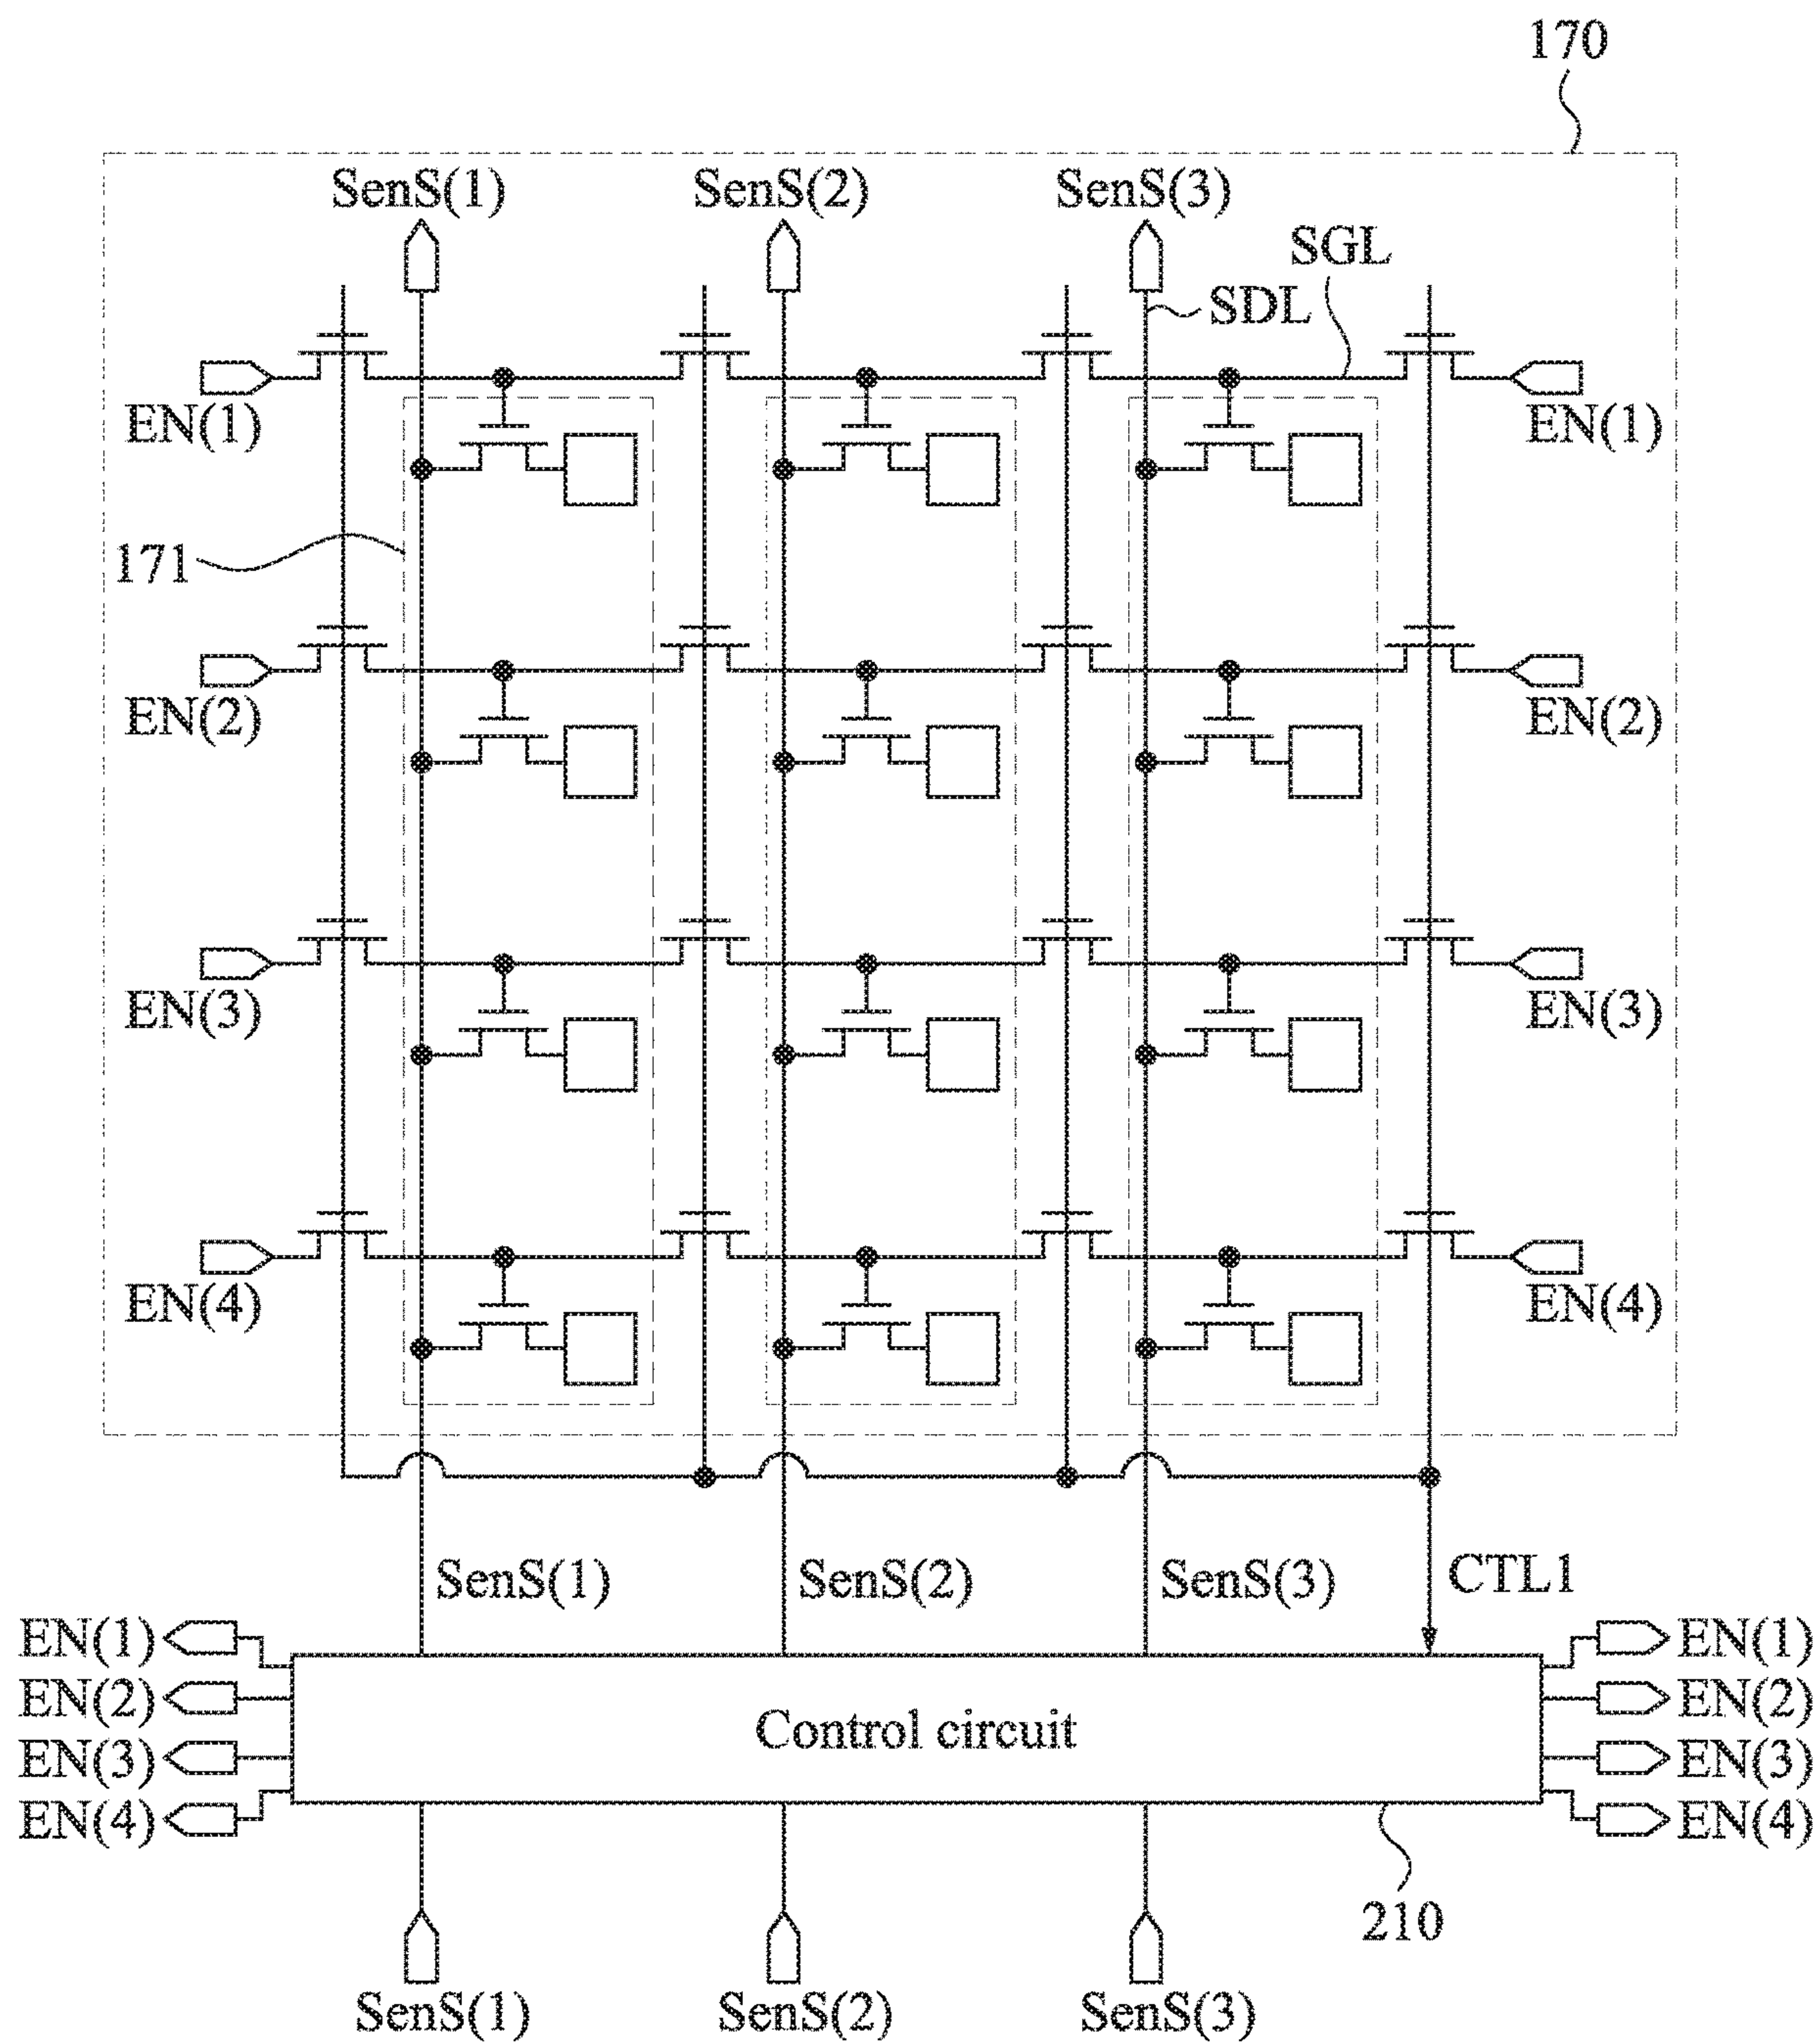 170
SenS(1) SenS(2) SenS(3)
SGL
SDL
EN(1) EN(1)
171
EN(2) EN(2)
EN(3) EN(3)
EN(4) EN(4)
SenS(1) SenS(2) SenS(3) CTL1
EN(1) EN(1)
EN(2) EN(2)
Control circuit
EN(3) EN(3)
EN(4) EN(4)
210
SenS(1) SenS(2) SenS(3)